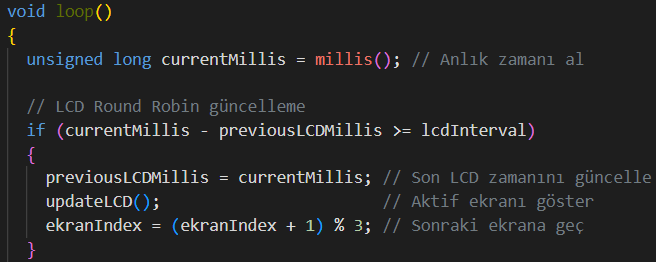 void loop()
{
  unsigned long currentMillis = millis(); // Anlık zamanı al
  // LCD Round Robin güncelleme
  if (currentMillis - previousLCDMillis >= lcdInterval)
  {
    previousLCDMillis = currentMillis; // Son LCD zamanını güncelle
    updateLCD();                       // Aktif ekranı göster
    ekranIndex = (ekranIndex + 1) % 3; // Sonraki ekrana geç
  }